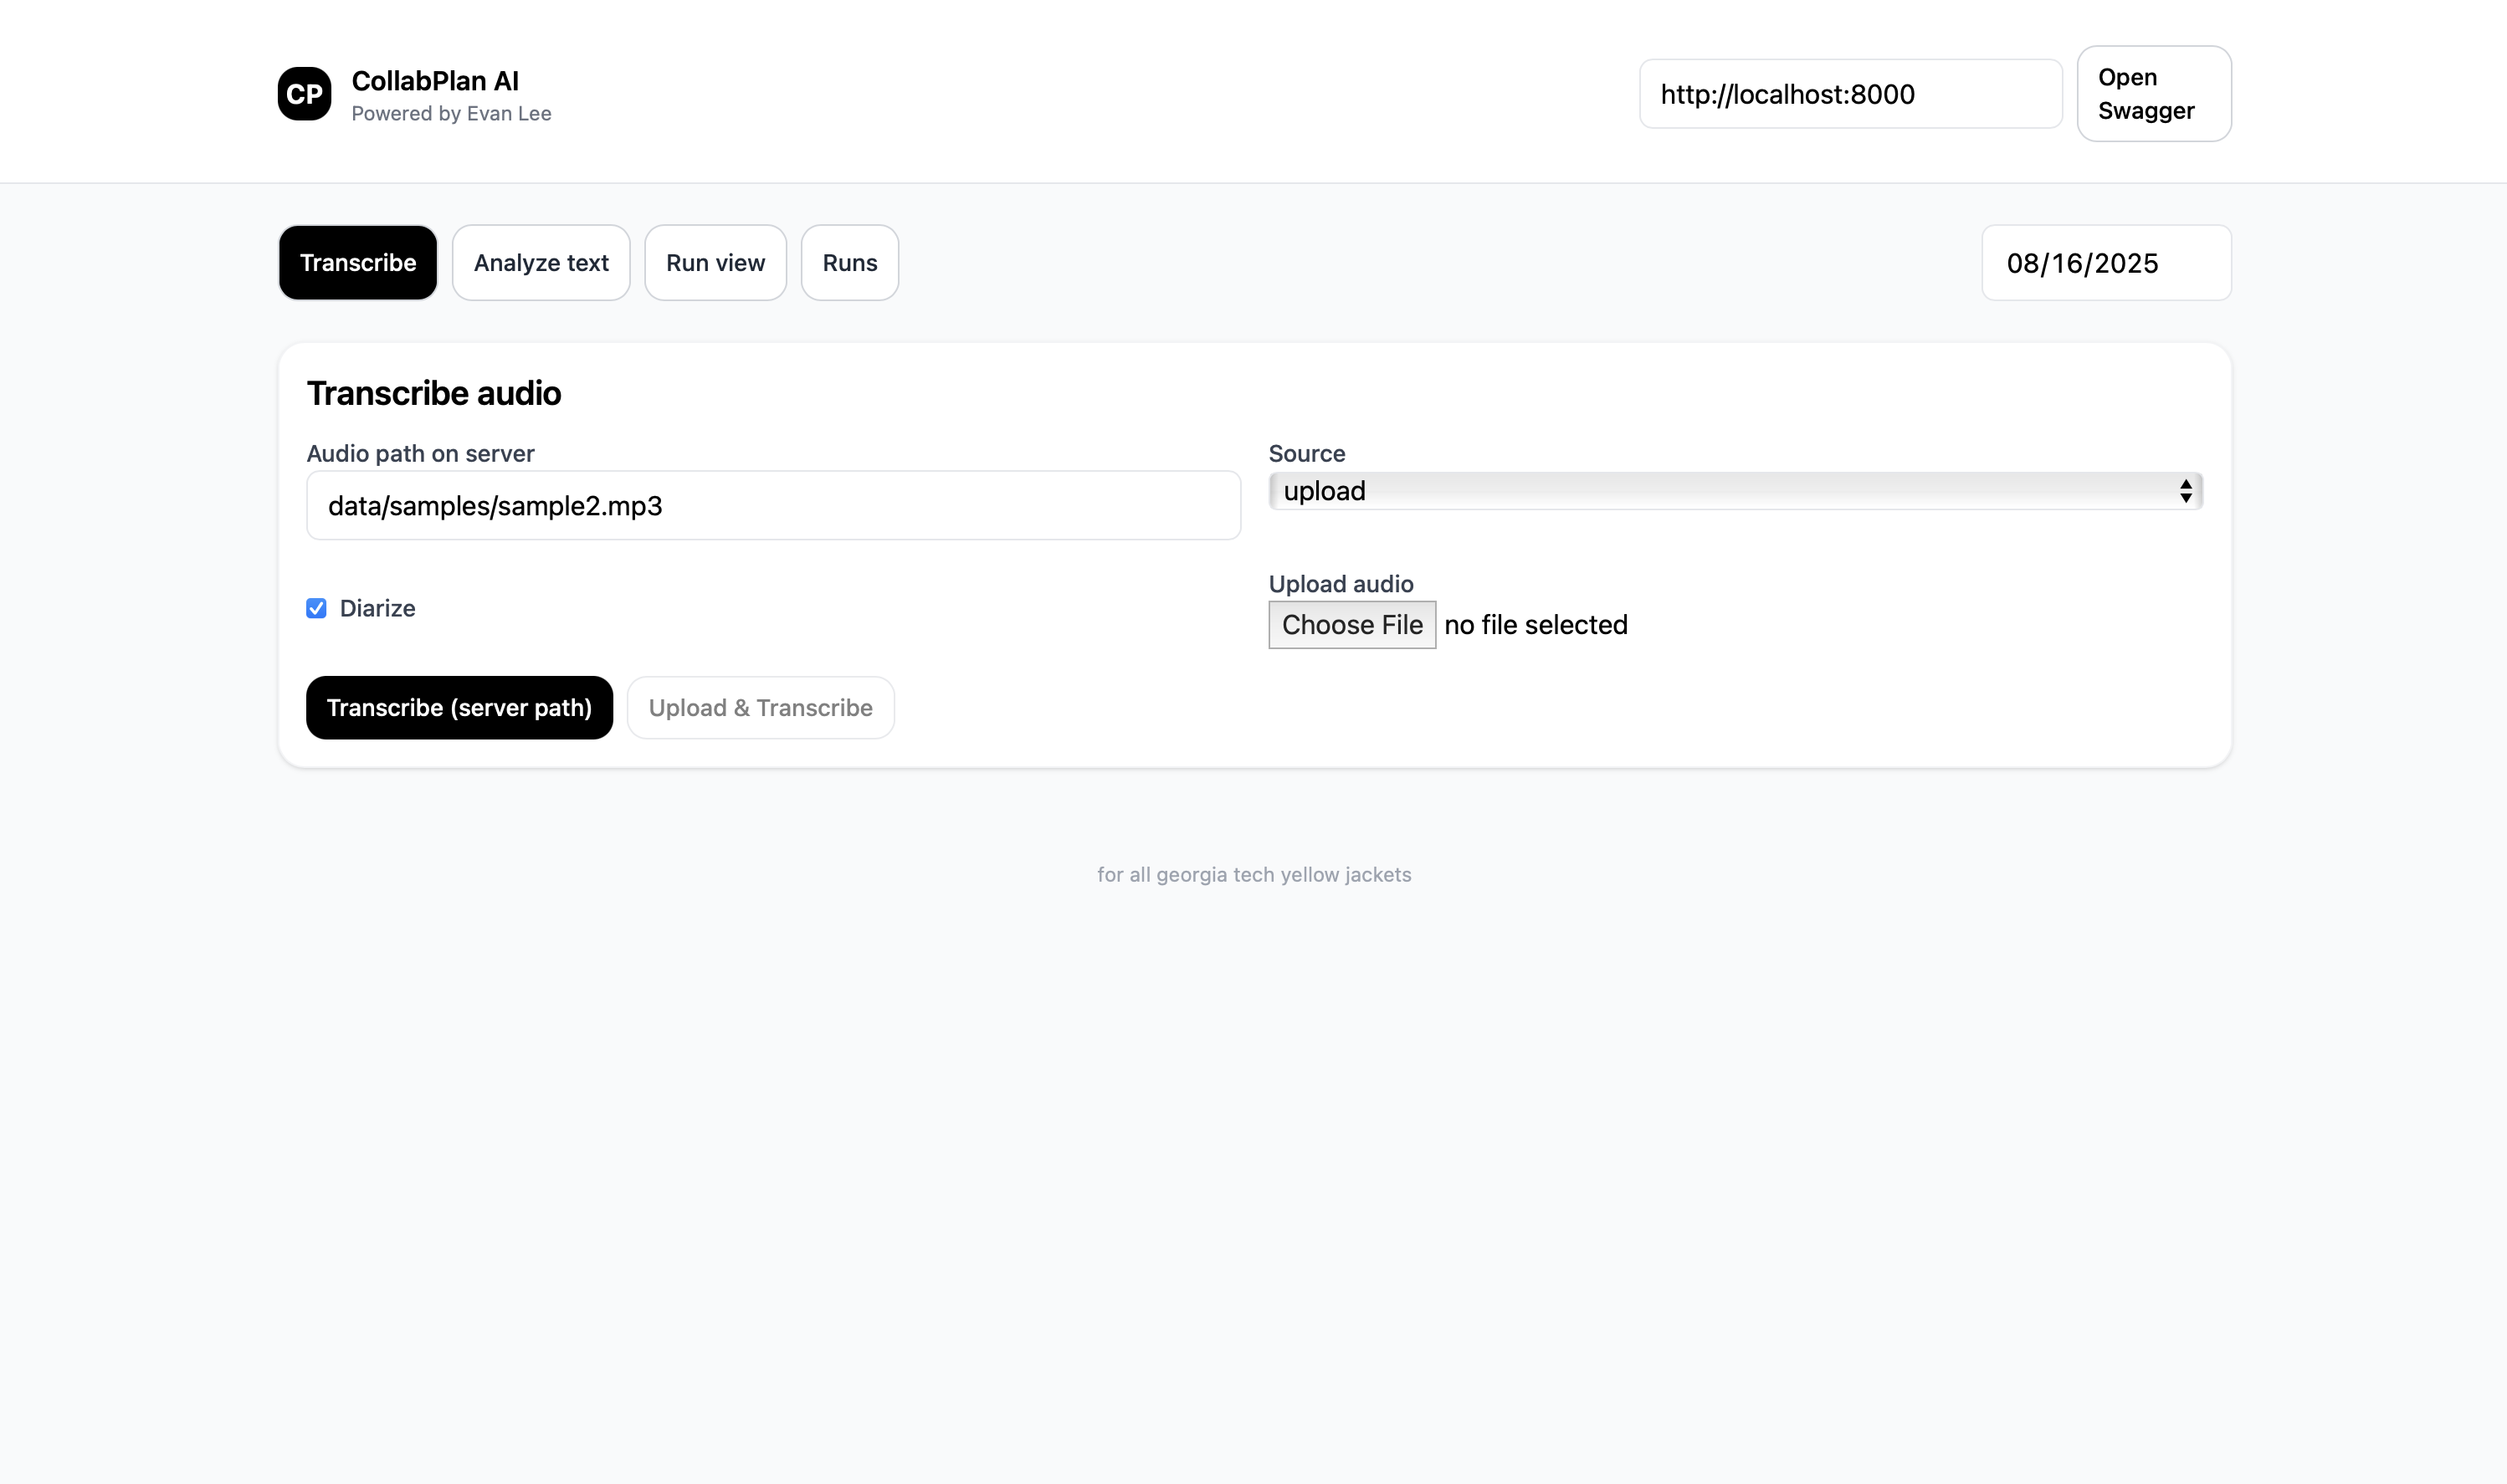 CP
CollabPlan AI
Powered by Evan Lee
http://localhost:8000
Open
Swagger
Transcribe
Analyze text
Run view
Runs
08/16/2025
Transcribe audio
Audio path on server
data/samples/sample2.mp3
Source
upload
Diarize
Upload audio
Choose File no file selected
Transcribe (server path)
Upload & Transcribe
for all georgia tech yellow jackets